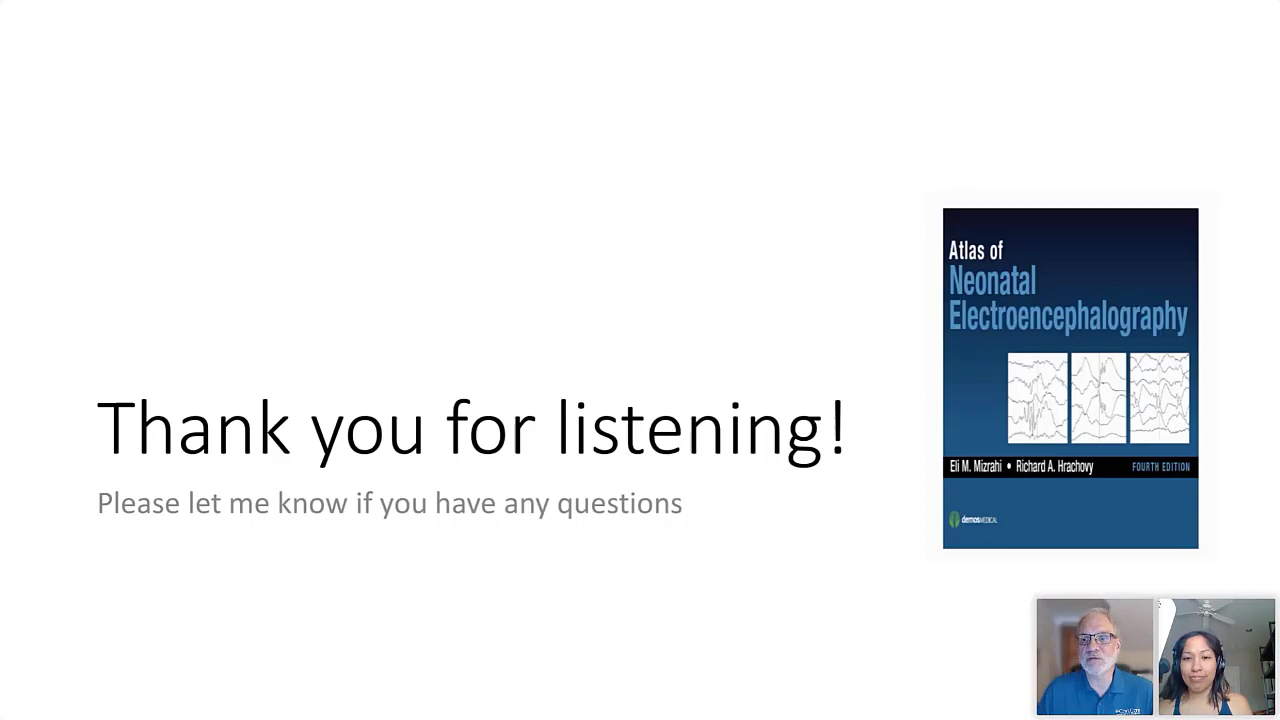 Atlas of
Neonatal
Electroencephalography
Thank you for listening!
Eli M. Mizrahi • Richard A. Hrachovy FOURTH EDITION
Please let me know if you have any questions
demosMEDICAL